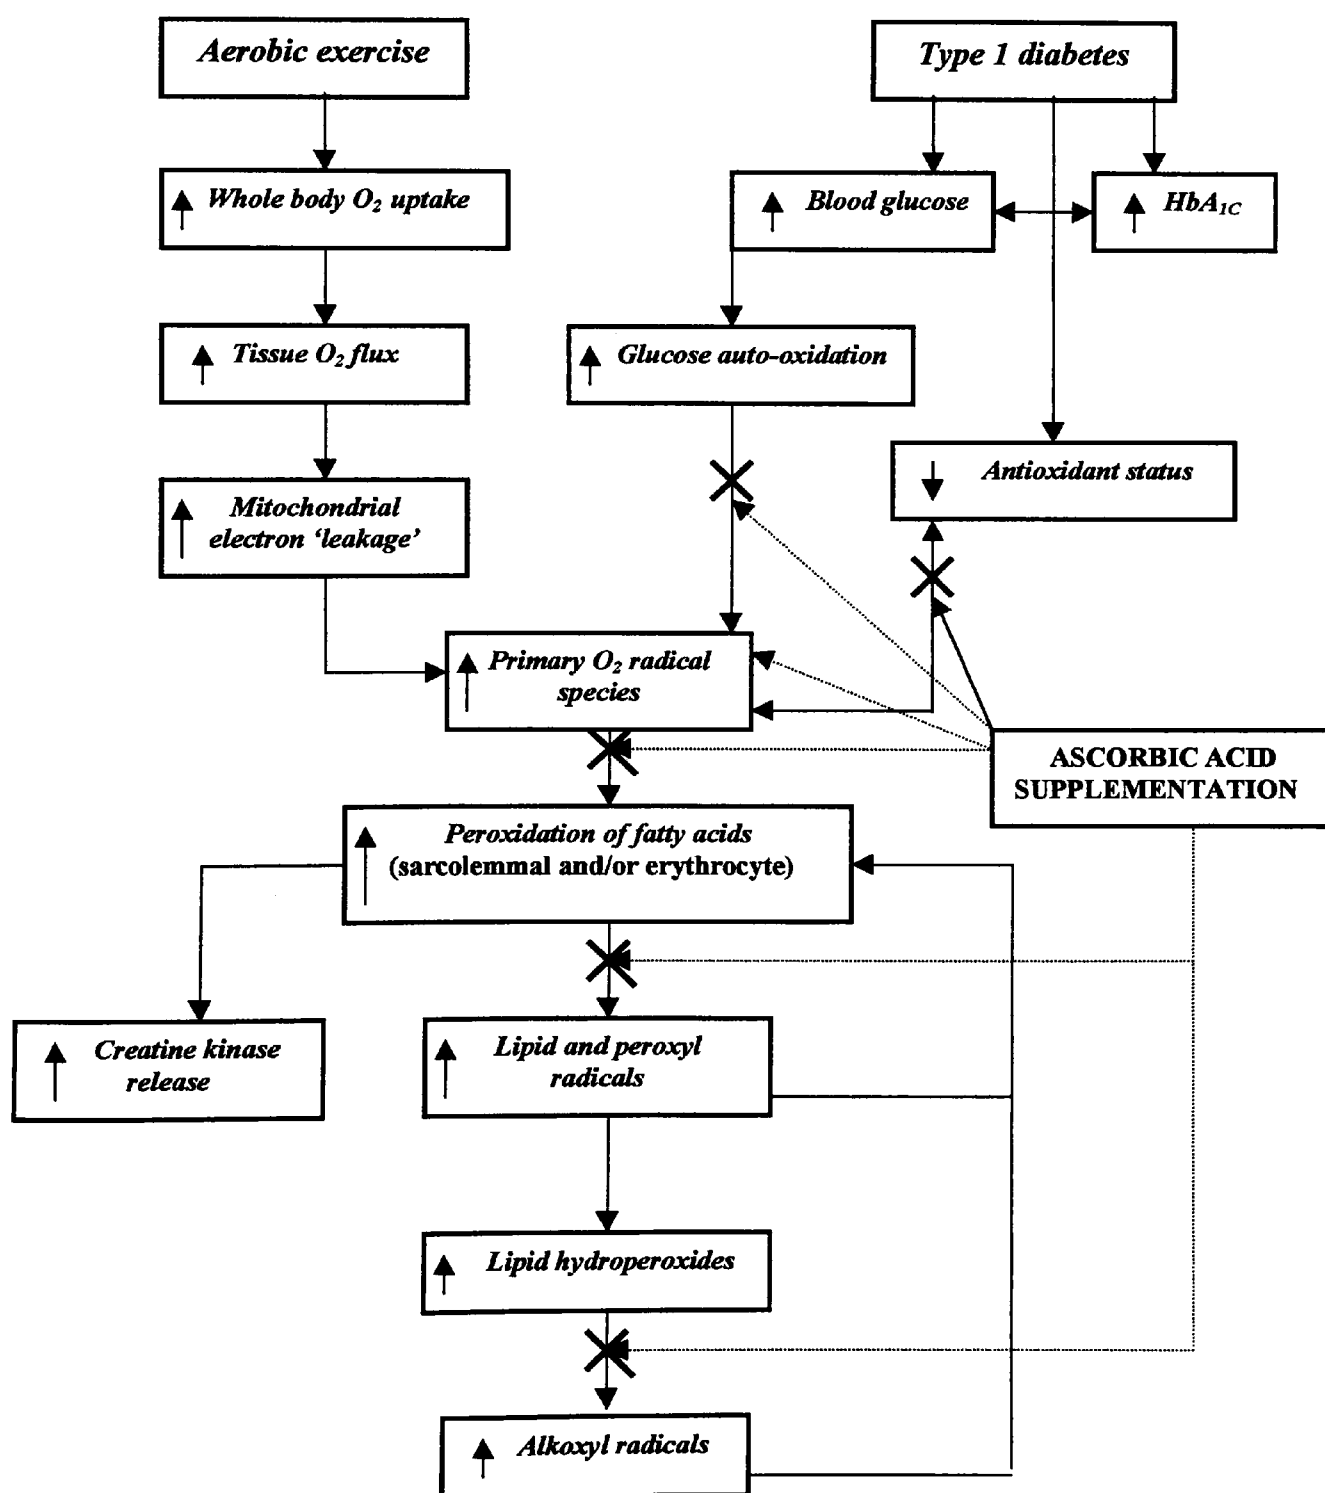 Aerobic exercise
Type 1 diabetes
Whole body O₂ uptake
Blood glucose
HbA₁C
Tissue O₂ flux
Glucose auto-oxidation
Antioxidant status
Mitochondrial
electron ‘leakage’
Primary O₂ radical
species
ASCORBIC ACID
SUPPLEMENTATION
Peroxidation of fatty acids
(sarcolemmal and/or erythrocyte)
Creatine kinase
release
Lipid and peroxyl
radicals
Lipid hydroperoxides
Alkoxyl radicals